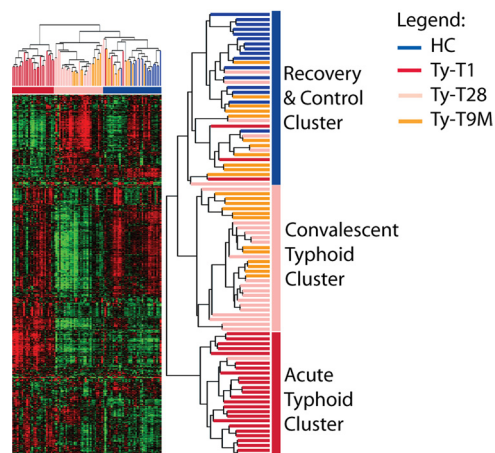 Legend:
HC
Ty-T1
Ty-T28
Ty-T9M
Recovery
& Control
Cluster
Convalescent
Typhoid
Cluster
Acute
Typhoid
Cluster